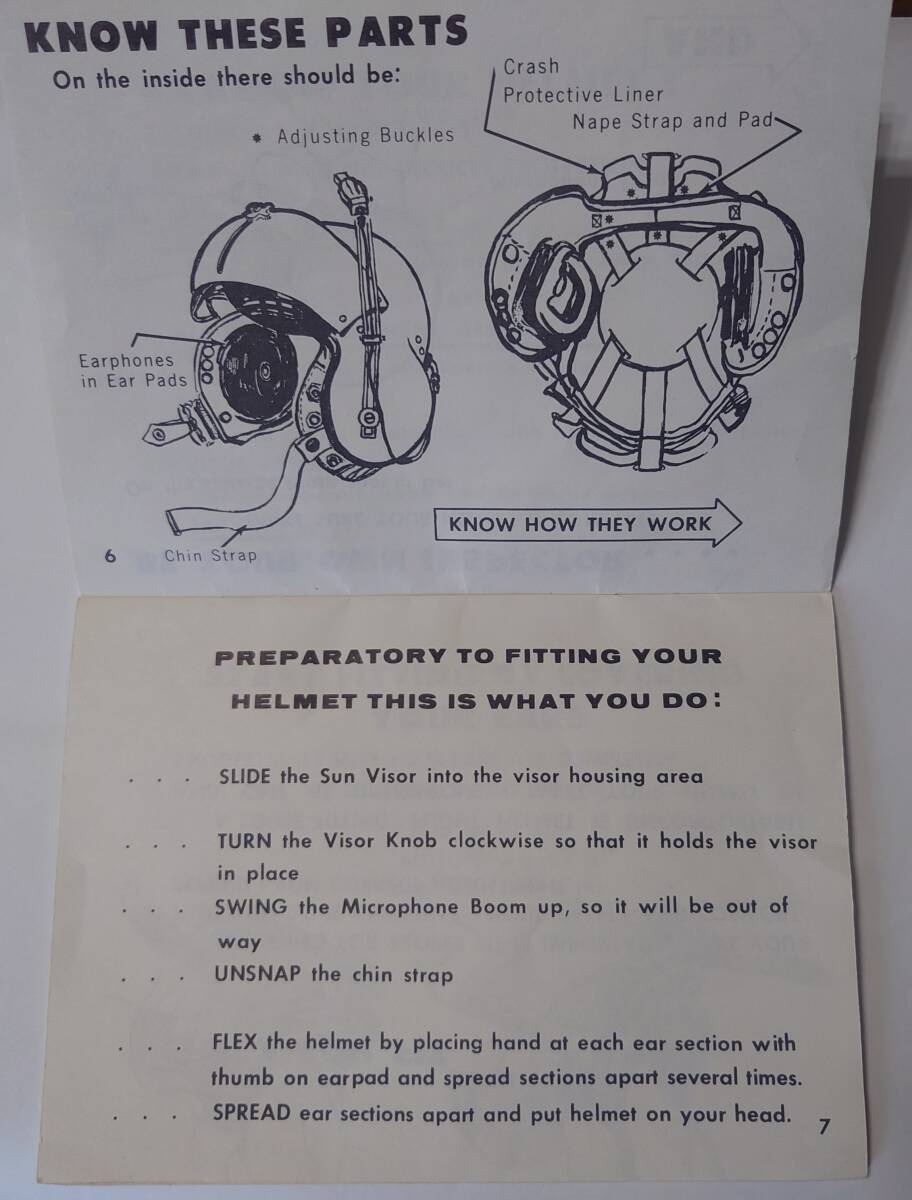 KNOW THESE PARTS
On the inside there should be:
* Adjusting Buckles
Crash
Protective Liner
Nape Strap and Pad
Earphones
in Ear Pads
KNOW HOW THEY WORK
6
Chin Strap
PREPARATORY TO FITTING YOUR
HELMET THIS IS WHAT YOU DO:
. . . SLIDE the Sun Visor into the visor housing area
. . . TURN the Visor Knob clockwise so that it holds the visor
in place
. . . SWING the Microphone Boom up, so it will be out of
way
. . . UNSNAP the chin strap
. . . FLEX the helmet by placing hand at each ear section with
thumb on earpad and spread sections apart several times.
. . . SPREAD ear sections apart and put helmet on your head.
7